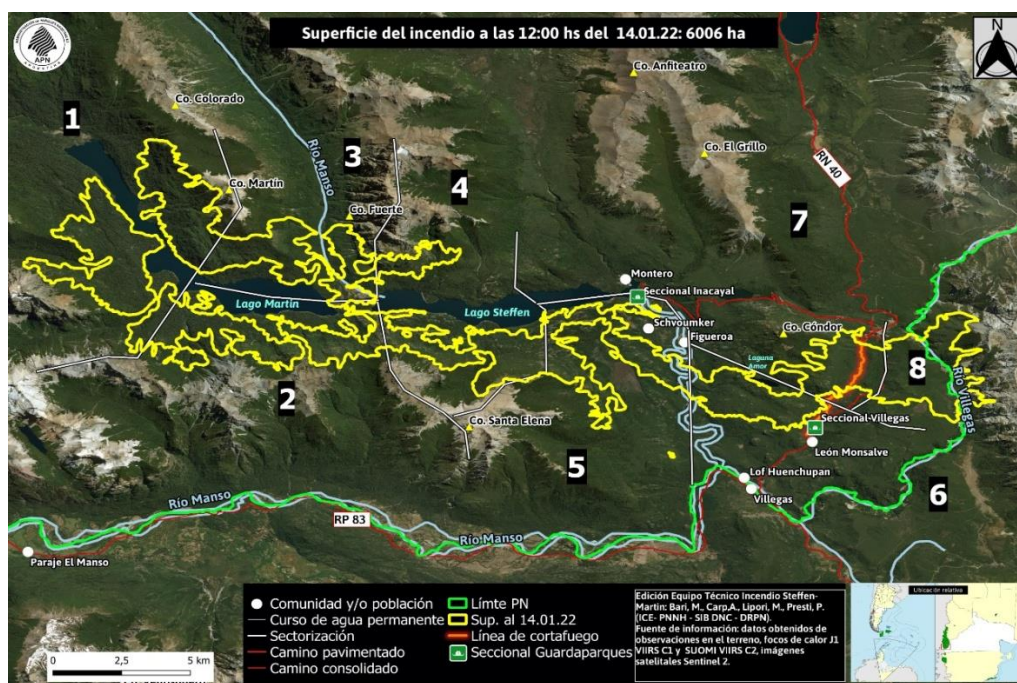 Superficie del incendio a las 12:00 hs del 14.01.22: 6006 ha
APN
ARGENTINA
N
Co. Anfiteatro
1
Co. Colorado
Río Manso
3
Co. El Grillo
RN 40
4
Co. Martín
Co. Fuerte
7
Montero
Seccional Inacayal
Lago Martin
Lago Steffen
Schvoumker
Co. Cóndor
Figueroa
Laguna
Amor
8
Río Villegas
2
Co. Santa Elena
Seccional Villegas
León Monsalve
5
Lof Huenchupan
6
Villegas
Río Manso
RP 83
Río Manso
Paraje El Manso
Comunidad y/o población
Curso de agua permanente
Sectorización
Camino pavimentado
Camino consolidado
Límte PN
Sup. al 14.01.22
Línea de cortafuego
Seccional Guardaparques
Edición Equipo Técnico Incendio Steffen-
Martin: Bari, M., Carp,A., Lipori, M., Presti, P.
(ICE- PNNH - SIB DNC - DRPN).
Fuente de información: datos obtenidos de
observaciones en el terreno, focos de calor J1
VIIRS C1 y SUOMI VIIRS C2, imágenes
satelitales Sentinel 2.
Ubicación relativa
0 2,5 5 km